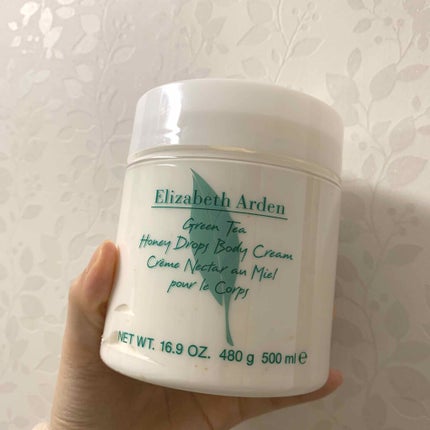 Elizabeth Arden
Green Tea
Honey Drops Body Cream
Crème Nectar au Miel
pour le Corps
NET WT. 16.9 OZ. 480 g 500 ml ℮